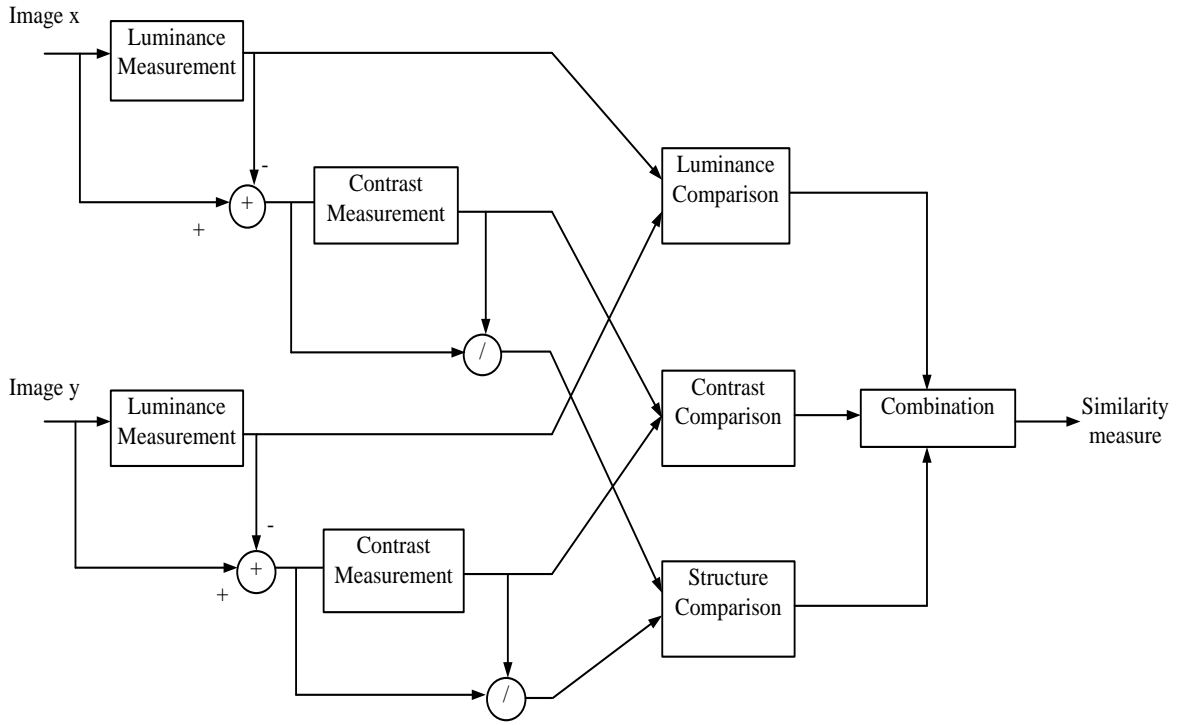 Image x
Luminance
Measurement
-
+
+
Contrast
Measurement
/
Luminance
Comparison
Image y
Luminance
Measurement
-
+
+
Contrast
Measurement
/
Contrast
Comparison
Structure
Comparison
Combination
Similarity
measure